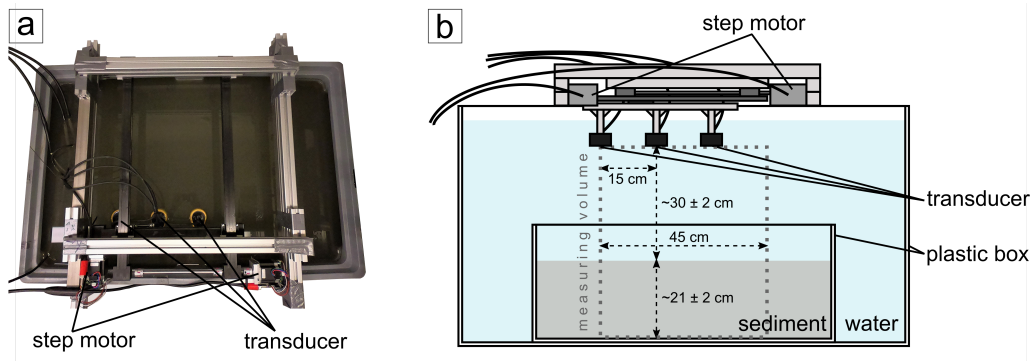 a
step motor
transducer
b
step motor
15 cm
~30 ± 2 cm
45 cm
~21 ± 2 cm
measuring volume
transducer
plastic box
sediment
water